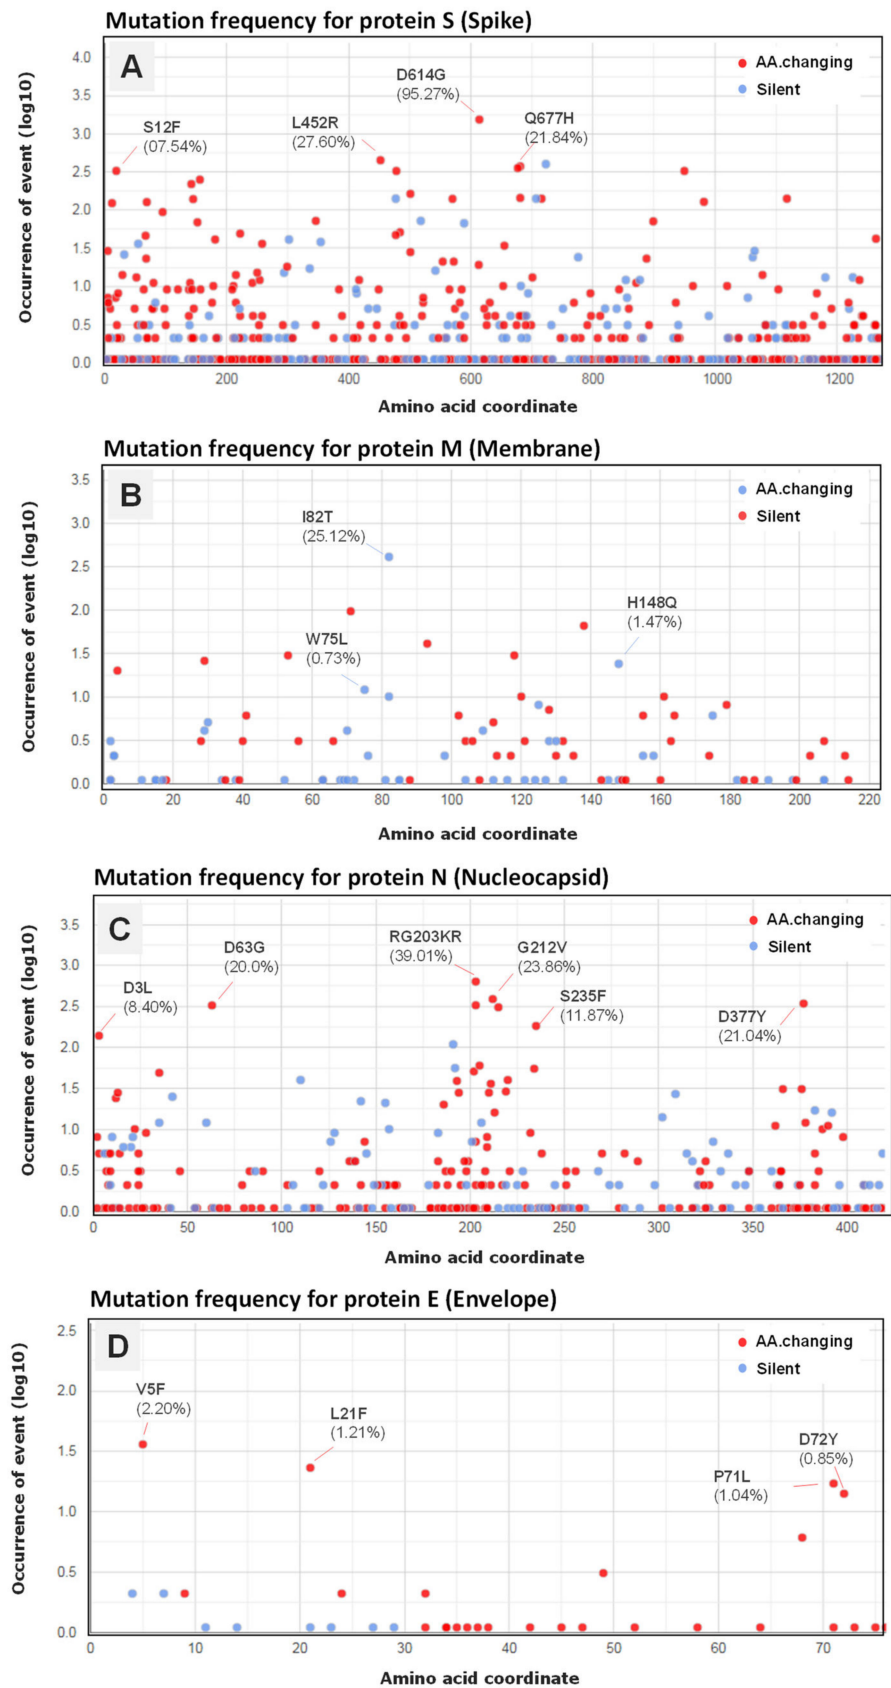 Mutation frequency for protein S (Spike)
A
Occurrence of event (log10)
4.0
3.5
3.0
2.5
2.0
1.5
1.0
0.5
0.0
D614G
(95.27%)
S12F
(07.54%)
L452R
(27.60%)
Q677H
(21.84%)
AA.changing
Silent
0 200 400 600 800 1000 1200
Amino acid coordinate
Mutation frequency for protein M (Membrane)
B
Occurrence of event (log10)
3.5
3.0
2.5
2.0
1.5
1.0
0.5
0.0
I82T
(25.12%)
W75L
(0.73%)
H148Q
(1.47%)
AA.changing
Silent
0 20 40 60 80 100 120 145 160 180 200 220
Amino acid coordinate
Mutation frequency for protein N (Nucleocapsid)
C
Occurrence of event (log10)
3.5
3.0
2.5
2.0
1.5
1.0
0.5
0.0
D3L
(8.40%)
D63G
(20.0%)
RG203KR
(39.01%)
G212V
(23.86%)
S235F
(11.87%)
D377Y
(21.04%)
AA.changing
Silent
0 50 100 150 200 250 300 350 400
Amino acid coordinate
Mutation frequency for protein E (Envelope)
D
Occurrence of event (log10)
2.5
2.0
1.5
1.0
0.5
0.0
V5F
(2.20%)
L21F
(1.21%)
P71L
(1.04%)
D72Y
(0.85%)
AA.changing
Silent
0 10 20 30 40 50 60 70
Amino acid coordinate